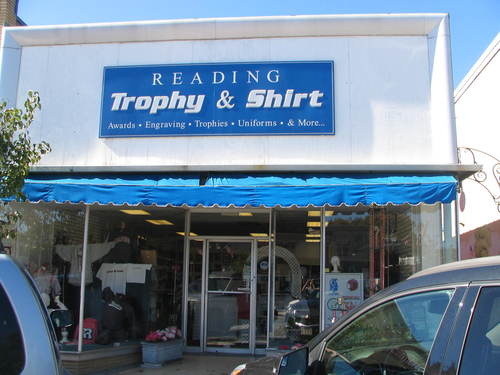 READING
Trophy & Shirt
Awards • Engraving • Trophies • Uniforms • & More...
R